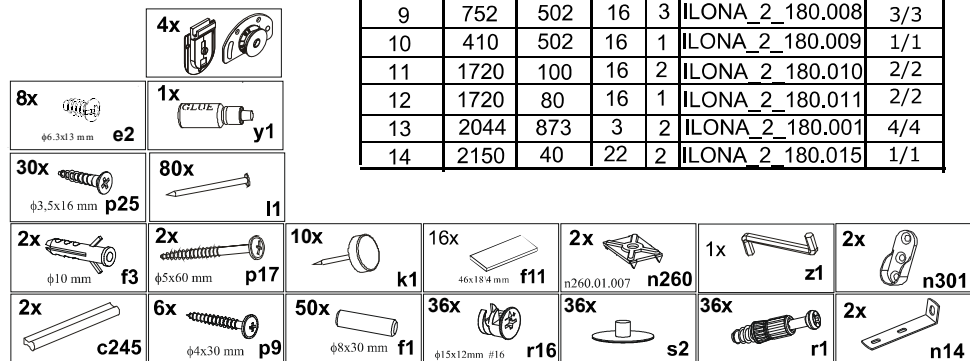 4x
9 752 502 16 3 ILONA_2_180.008 3/3
10 410 502 16 1 ILONA_2_180.009 1/1
11 1720 100 16 2 ILONA_2_180.010 2/2
12 1720 80 16 1 ILONA_2_180.011 2/2
13 2044 873 3 2 ILONA_2_180.001 4/4
14 2150 40 22 2 ILONA_2_180.015 1/1
8x
ϕ6.3x13 mm e2
1x
GLUE
y1
30x
ϕ3,5x16 mm p25
80x
l1
2x
ϕ10 mm f3
2x
ϕ5x60 mm p17
10x
k1
16x
46x18'4 mm f11
2x
n260.01.007 n260
1x
z1
2x
n301
2x
c245
6x
ϕ4x30 mm p9
50x
ϕ8x30 mm f1
36x
ϕ15x12mm #16 r16
36x
s2
36x
r1
2x
n14